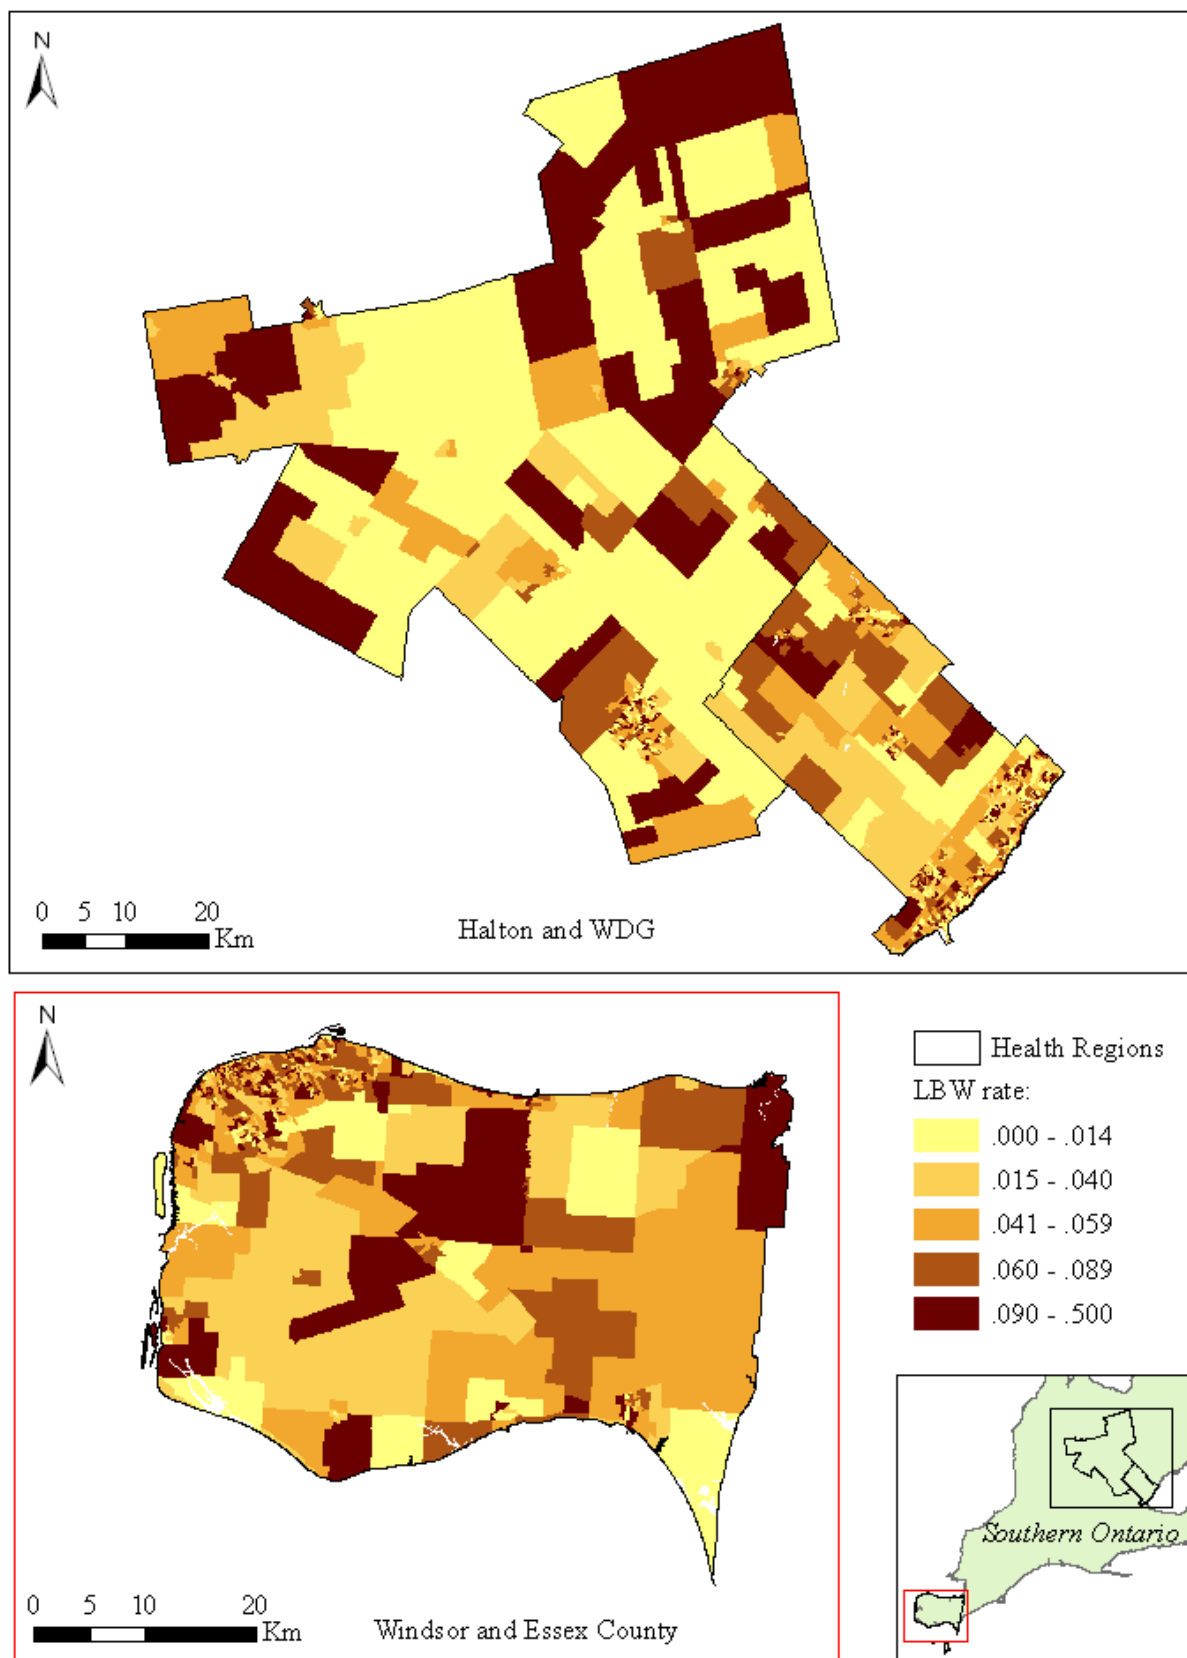 N
0 5 10 20
Km
Halton and WDG
N
0 5 10 20
Km
Windsor and Essex County
Health Regions
LBW rate:
.000 - .014
.015 - .040
.041 - .059
.060 - .089
.090 - .500
Southern Ontario